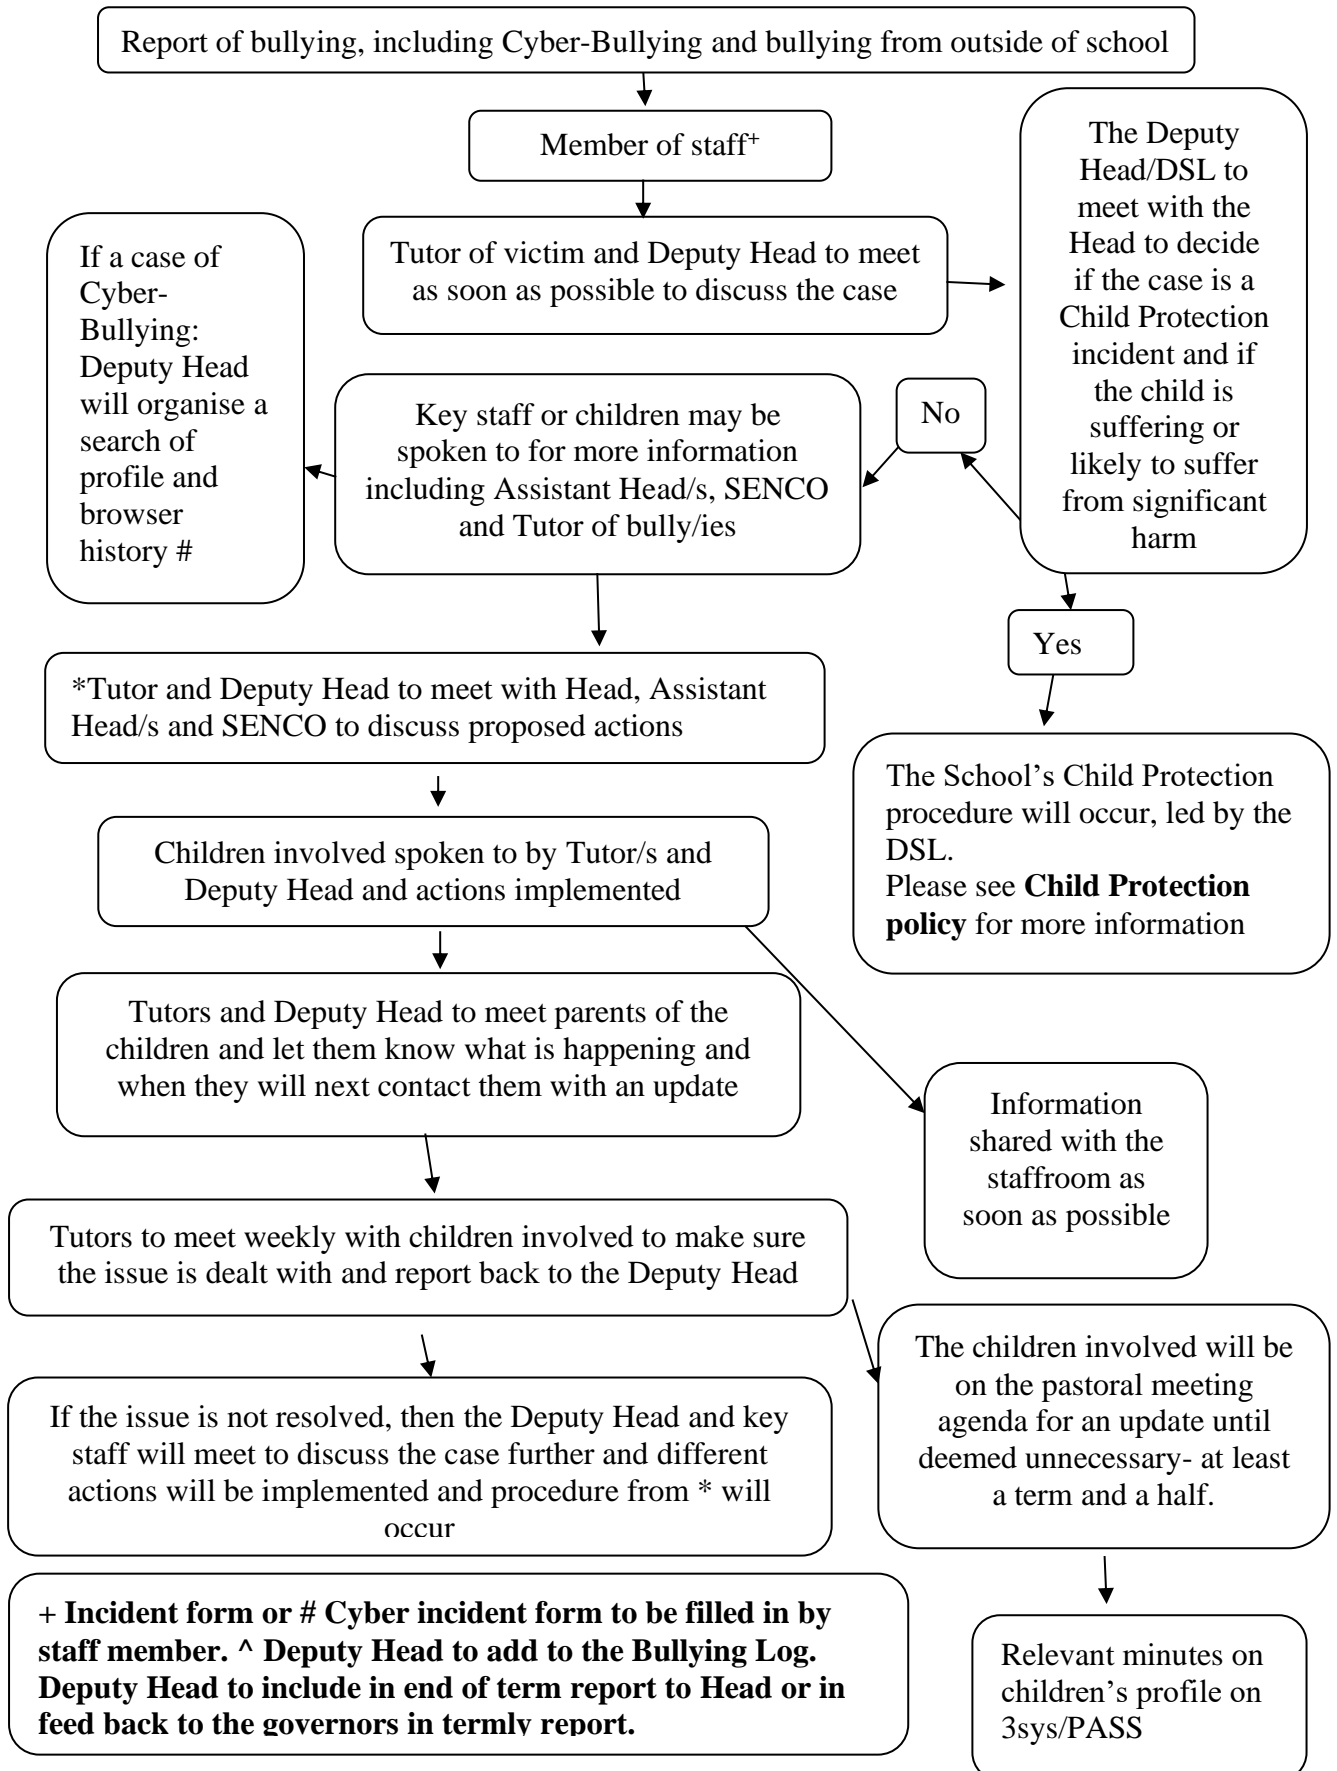 Report of bullying, including Cyber-Bullying and bullying from outside of school
Member of staff+
Tutor of victim and Deputy Head to meet
as soon as possible to discuss the case
The Deputy
Head/DSL to
meet with the
Head to decide
if the case is a
Child Protection
incident and if
the child is
suffering or
likely to suffer
from significant
harm
No
Yes
The School’s Child Protection
procedure will occur, led by the
DSL.
Please see Child Protection
policy for more information
Key staff or children may be
spoken to for more information
including Assistant Head/s, SENCO
and Tutor of bully/ies
If a case of
Cyber-
Bullying:
Deputy Head
will organise a
search of
profile and
browser
history #
*Tutor and Deputy Head to meet with Head, Assistant
Head/s and SENCO to discuss proposed actions
Children involved spoken to by Tutor/s and
Deputy Head and actions implemented
Tutors and Deputy Head to meet parents of the
children and let them know what is happening and
when they will next contact them with an update
Information
shared with the
staffroom as
soon as possible
Tutors to meet weekly with children involved to make sure
the issue is dealt with and report back to the Deputy Head
The children involved will be
on the pastoral meeting
agenda for an update until
deemed unnecessary- at least
a term and a half.
If the issue is not resolved, then the Deputy Head and key
staff will meet to discuss the case further and different
actions will be implemented and procedure from * will
occur
+ Incident form or # Cyber incident form to be filled in by
staff member. ^ Deputy Head to add to the Bullying Log.
Deputy Head to include in end of term report to Head or in
feed back to the governors in termly report.
Relevant minutes on
children’s profile on
3sys/PASS